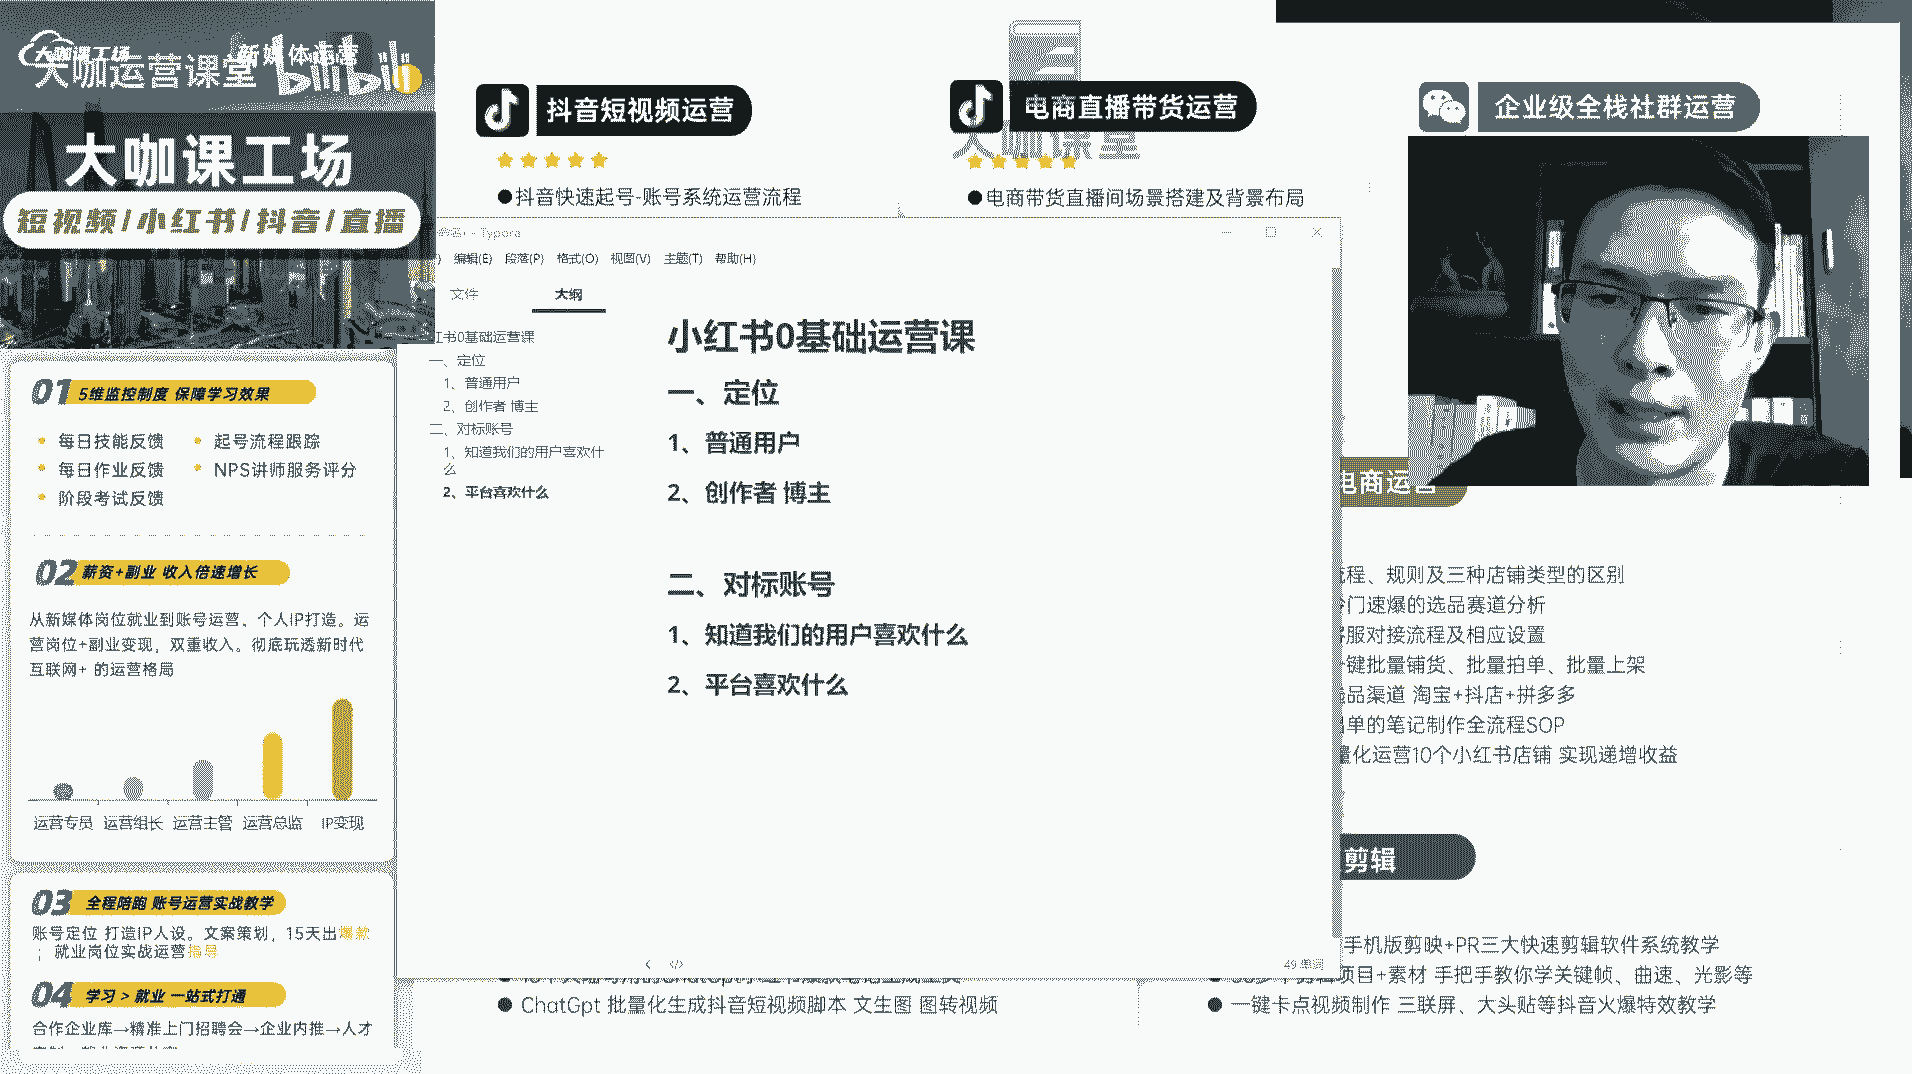 大咖课工场
新媒体运营
大咖运营课堂
bilibili
大咖课工场
短视频/小红书/抖音/直播
01 5维监控制度 保障学习效果
每日技能反馈
起号流程跟踪
每日作业反馈
NPS讲师服务评分
阶段考试反馈
02 薪资+副业 收入倍速增长
从新媒体岗位就业到账号运营、个人IP打造。运
营岗位+副业变现，双重收入。彻底玩透新时代
互联网+ 的运营格局
运营专员 运营组长 运营主管 运营总监 IP变现
03 全程陪跑 账号运营实战教学
账号定位 打造IP人设。文案策划，15天出爆款
；就业岗位实战运营指导
04 学习 > 就业 一站式打通
合作企业库→精准上门招聘会→企业内推→人才
抖音短视频运营
●抖音快速起号-账号系统运营流程
电商直播带货运营
大咖课堂
●电商带货直播间场景搭建及背景布局
企业级全栈社群运营
- Typora
编辑(E) 段落(P) 格式(O) 视图(V) 主题(T) 帮助(H)
文件 大纲
红书0基础运营课
一、定位
1、普通用户
2、创作者 博主
二、对标账号
1、知道我们的用户喜欢什
么
2、平台喜欢什么
小红书0基础运营课
一、定位
1、普通用户
2、创作者 博主
二、对标账号
1、知道我们的用户喜欢什么
2、平台喜欢什么
49 单词
电商运营
流程、规则及三种店铺类型的区别
冷门速爆的选品赛道分析
客服对接流程及相应设置
一键批量铺货、批量拍单、批量上架
选品渠道 淘宝+抖店+拼多多
出单的笔记制作全流程SOP
量化运营10个小红书店铺 实现递增收益
剪辑
手机版剪映+PR三大快速剪辑软件系统教学
项目+素材 手把手教你学关键帧、曲速、光影等
● 一键卡点视频制作 三联屏、大头贴等抖音火爆特效教学
● ChatGpt 批量化生成抖音短视频脚本 文生图 图转视频